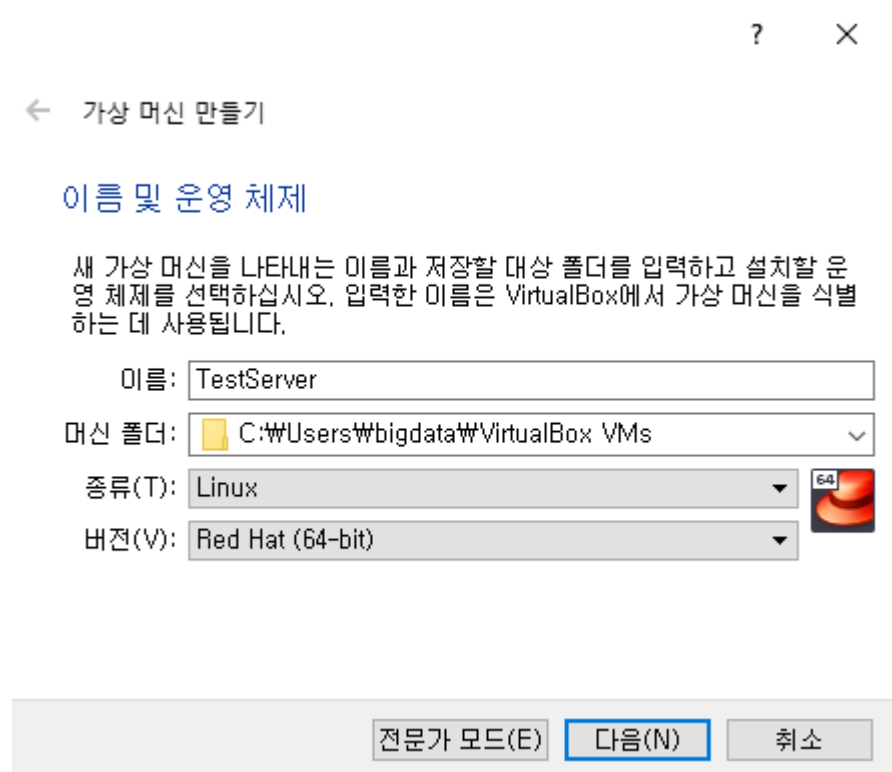 ?
가상 머신 만들기
이름 및 운영 체제
새 가상 머신을 나타내는 이름과 저장할 대상 폴더를 입력하고 설치할 운
영 체제를 선택하십시오. 입력한 이름은 VirtualBox에서 가상 머신을 식별
하는 데 사용됩니다.
이름: TestServer
머신 폴더: C:₩Users₩bigdata₩VirtualBox VMs
종류(T): Linux
64
버전(V): Red Hat (64-bit)
전문가 모드(E) 다음(N) 취소